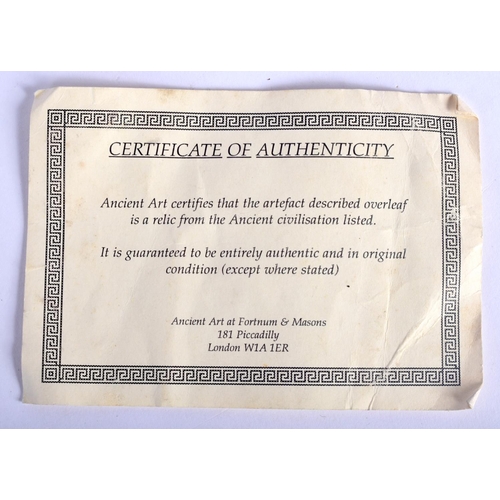 CERTIFICATE OF AUTHENTICITY
Ancient Art certifies that the artefact described overleaf
is a relic from the Ancient civilisation listed.
It is guaranteed to be entirely authentic and in original
condition (except where stated)
Ancient Art at Fortnum & Masons
181 Piccadilly
London W1A 1ER